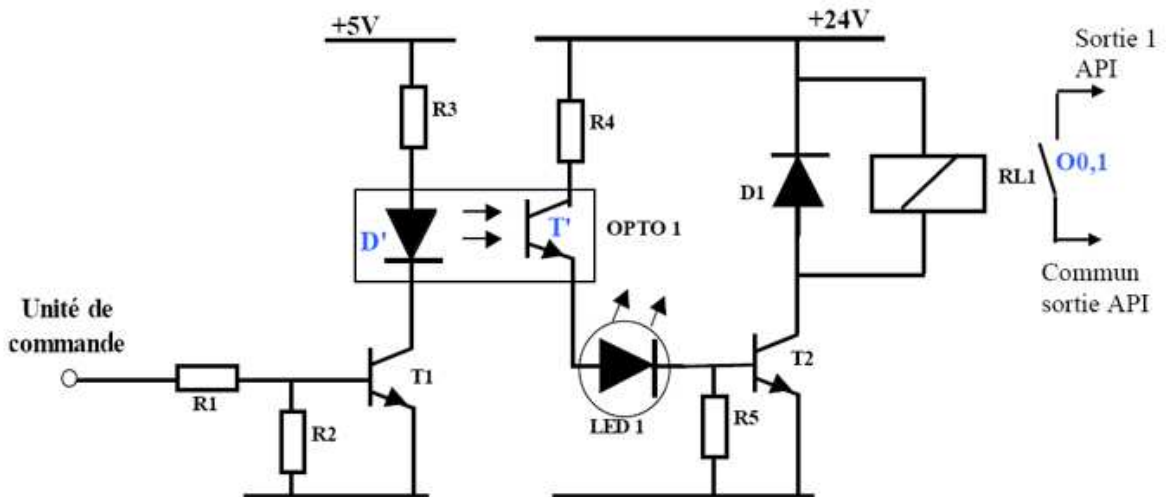 +5V
+24V
Sortie 1
API
R3
R4
D1
RL1
O0,1
D'
T'
OPTO 1
Commun
sortie API
Unité de
commande
T1
T2
R1
R2
LED 1
R5